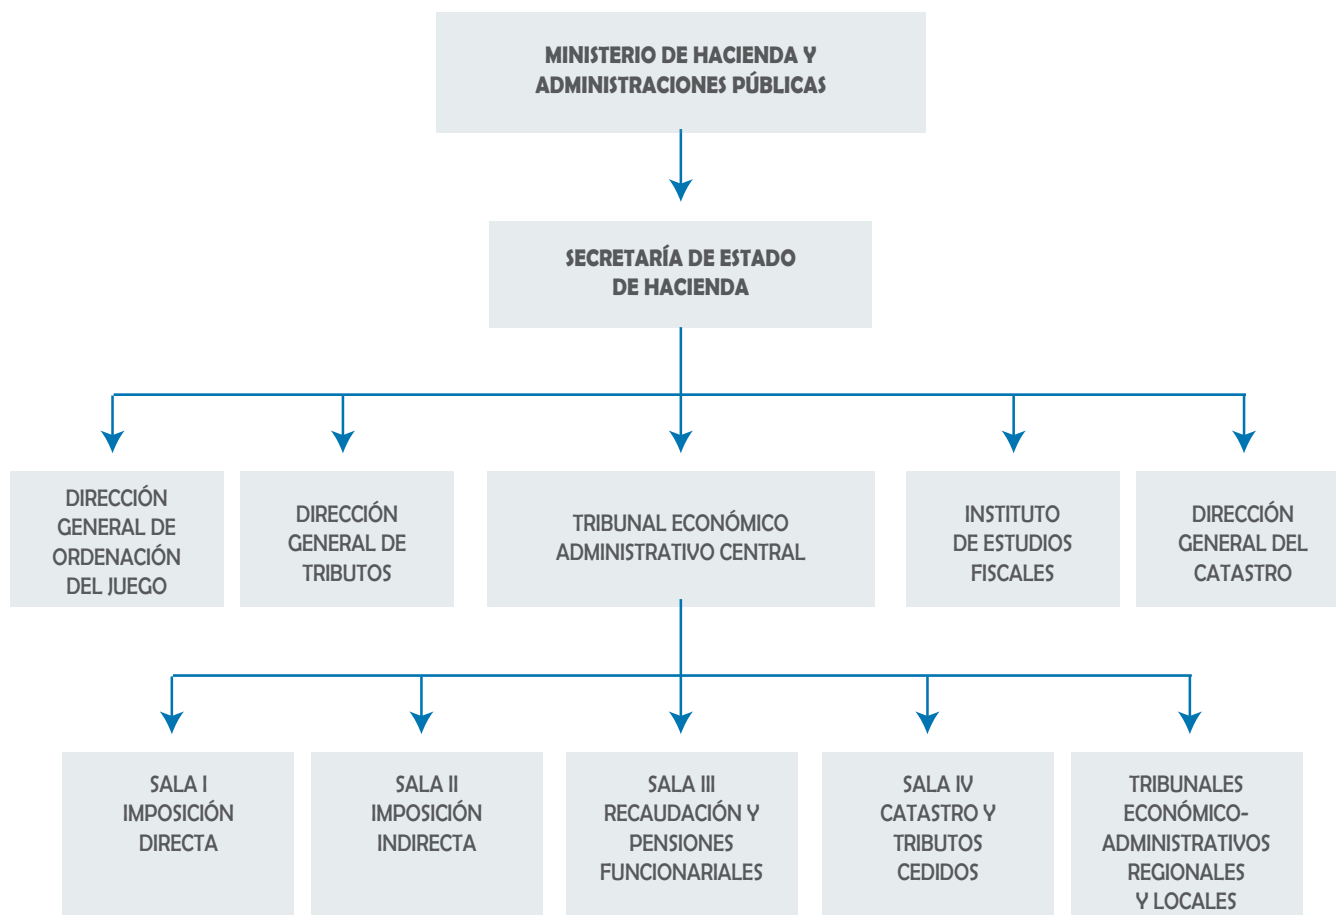 MINISTERIO DE HACIENDA Y
ADMINISTRACIONES PÚBLICAS
SECRETARÍA DE ESTADO
DE HACIENDA
DIRECCIÓN
GENERAL DE
ORDENACIÓN
DEL JUEGO
DIRECCIÓN
GENERAL DE
TRIBUTOS
TRIBUNAL ECONÓMICO
ADMINISTRATIVO CENTRAL
INSTITUTO
DE ESTUDIOS
FISCALES
DIRECCIÓN
GENERAL DEL
CATASTRO
SALA I
IMPOSICIÓN
DIRECTA
SALA II
IMPOSICIÓN
INDIRECTA
SALA III
RECAUDACIÓN Y
PENSIONES
FUNCIONARIALES
SALA IV
CATASTRO Y
TRIBUTOS
CEDIDOS
TRIBUNALES
ECONÓMICO-
ADMINISTRATIVOS
REGIONALES
Y LOCALES